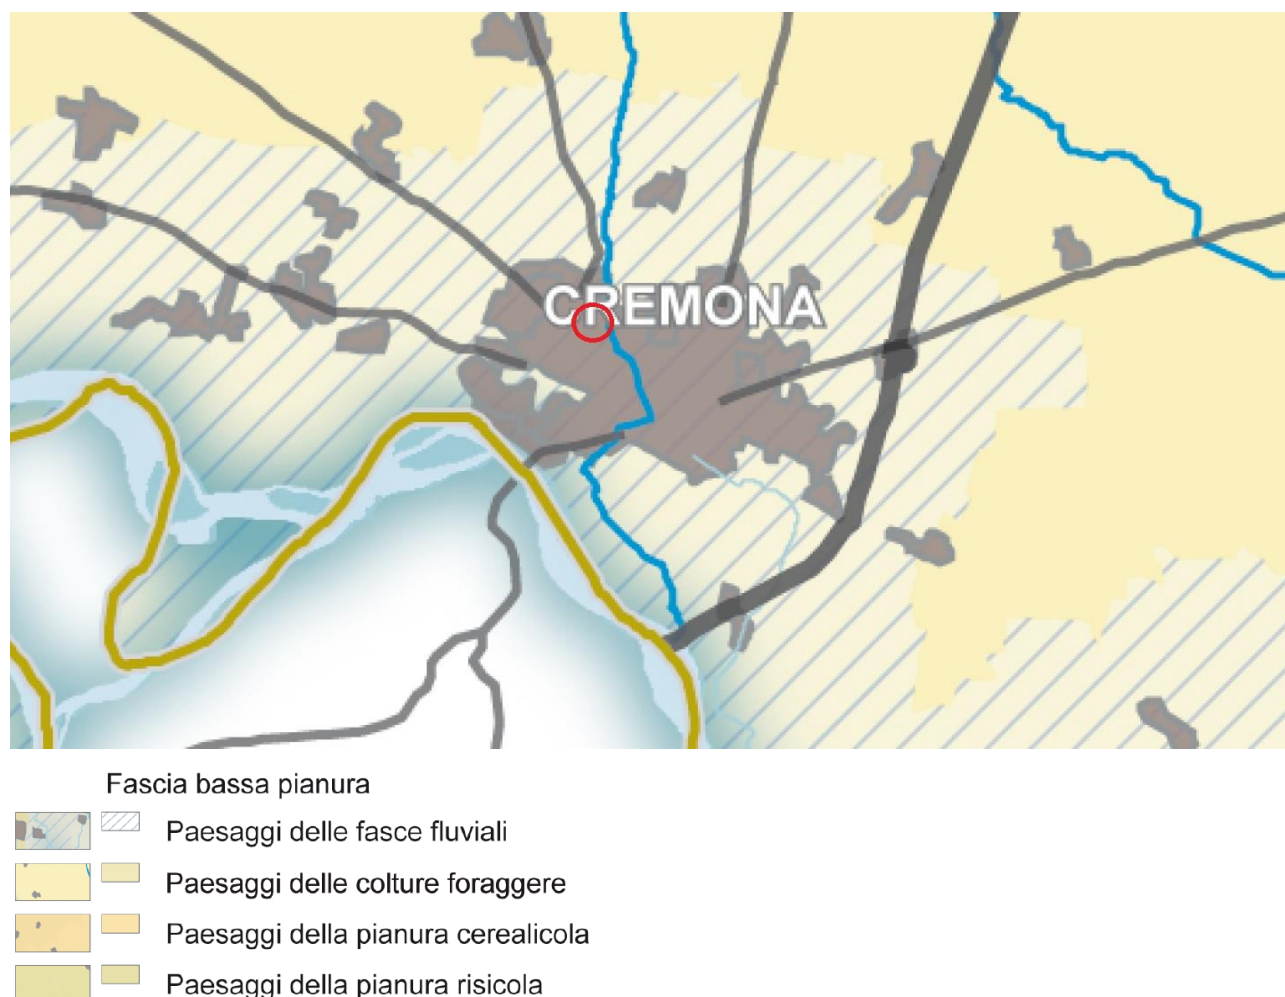 CREMONA
Fascia bassa pianura
Paesaggi delle fasce fluviali
Paesaggi delle colture foraggere
Paesaggi della pianura cerealicola
Paesaggi della pianura risicola